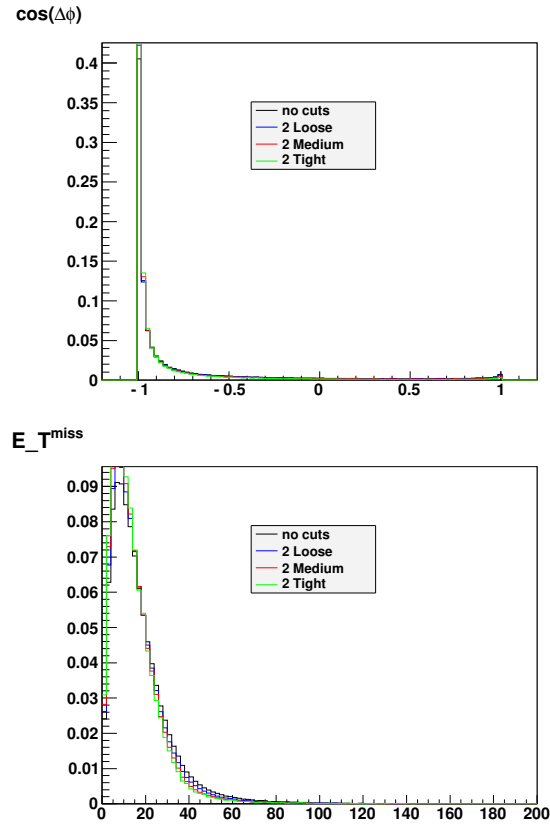 cos(Δϕ)
0.4
0.35
0.3
0.25
0.2
0.15
0.1
0.05
0
no cuts
2 Loose
2 Medium
2 Tight
-1 -0.5 0 0.5 1
E_T^miss
0.09
0.08
0.07
0.06
0.05
0.04
0.03
0.02
0.01
0
no cuts
2 Loose
2 Medium
2 Tight
0 20 40 60 80 100 120 140 160 180 200